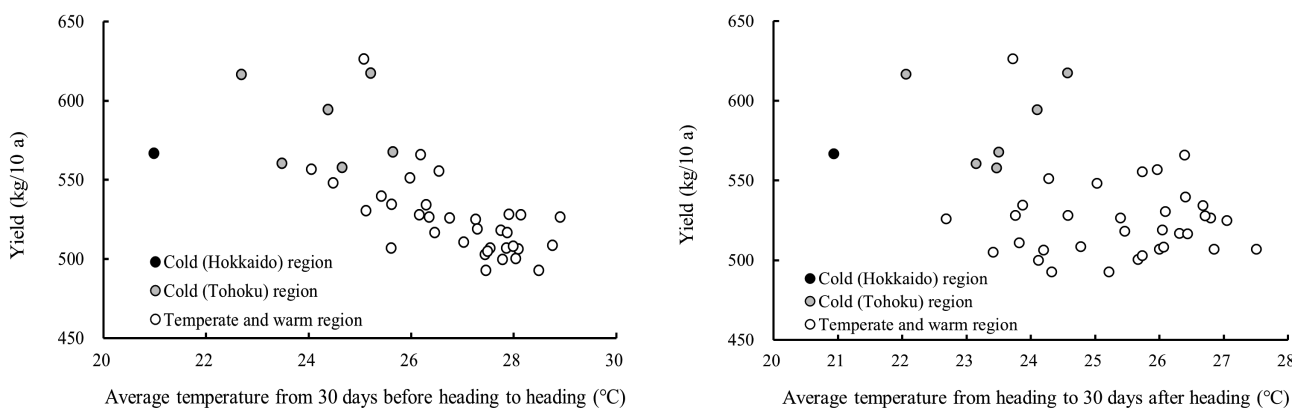 650
600
550
500
450
Yield (kg/10 a)
Cold (Hokkaido) region
Cold (Tohoku) region
Temperate and warm region
20 22 24 26 28 30
Average temperature from 30 days before heading to heading (°C)
650
600
550
500
450
Yield (kg/10 a)
Cold (Hokkaido) region
Cold (Tohoku) region
Temperate and warm region
20 21 22 23 24 25 26 27 28
Average temperature from heading to 30 days after heading (°C)